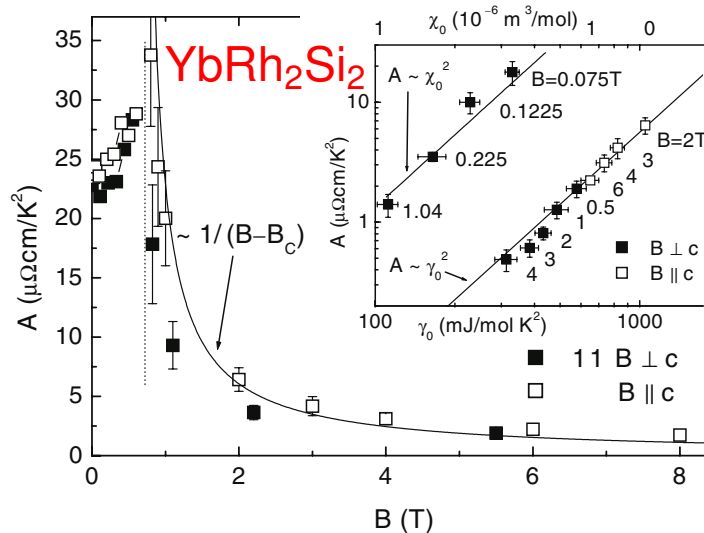 YbRh₂Si₂
A (μΩcm/K²)
35
30
25
20
15
10
5
0
0
2
4
6
8
B (T)
~ 1/(B−B_C)
11 B ⊥ c
B ∥ c
χ₀ (10⁻⁶ m³/mol)
1
1
0
A ~ χ₀²
B=0.075T
0.1225
0.225
1.04
B=2T
3
4
6
0.5
1
2
3
4
A ~ γ₀²
B ⊥ c
B ∥ c
A (μΩcm/K²)
10
1
100
1000
γ₀ (mJ/mol K²)